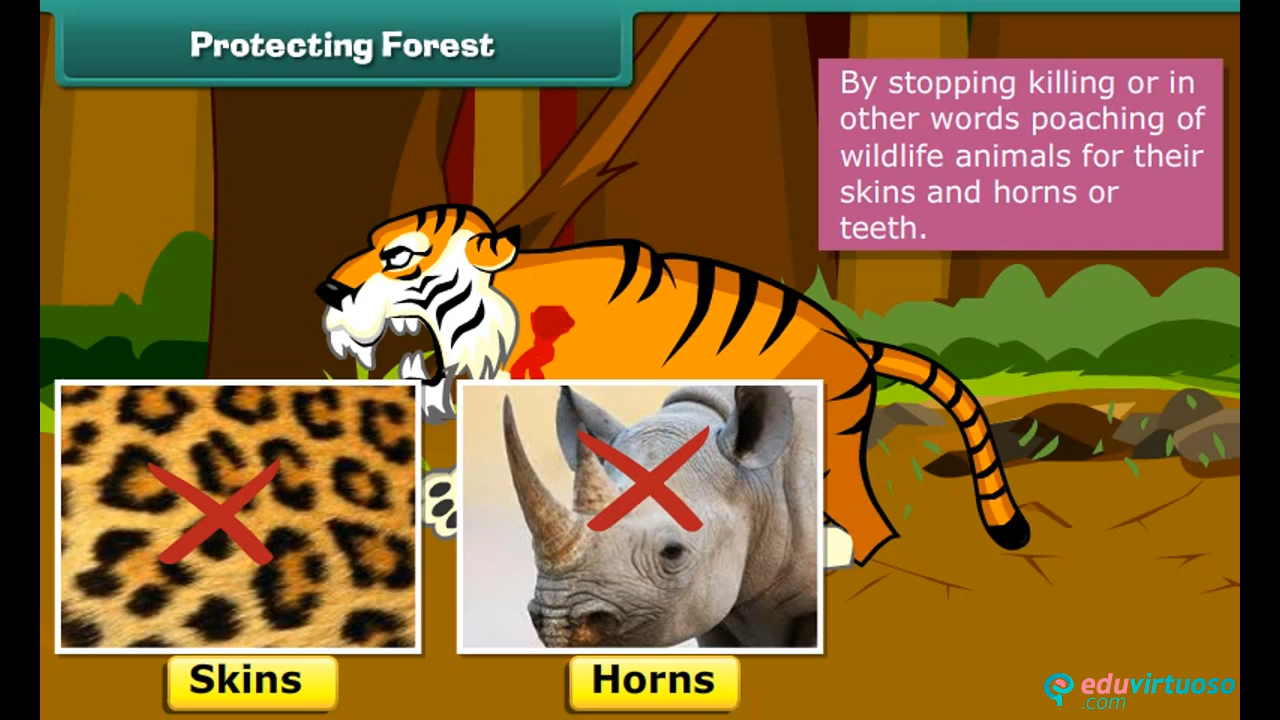 Protecting Forest
By stopping killing or in
other words poaching of
wildlife animals for their
skins and horns or
teeth.
Skins
Horns
eduvirtuoso
.com